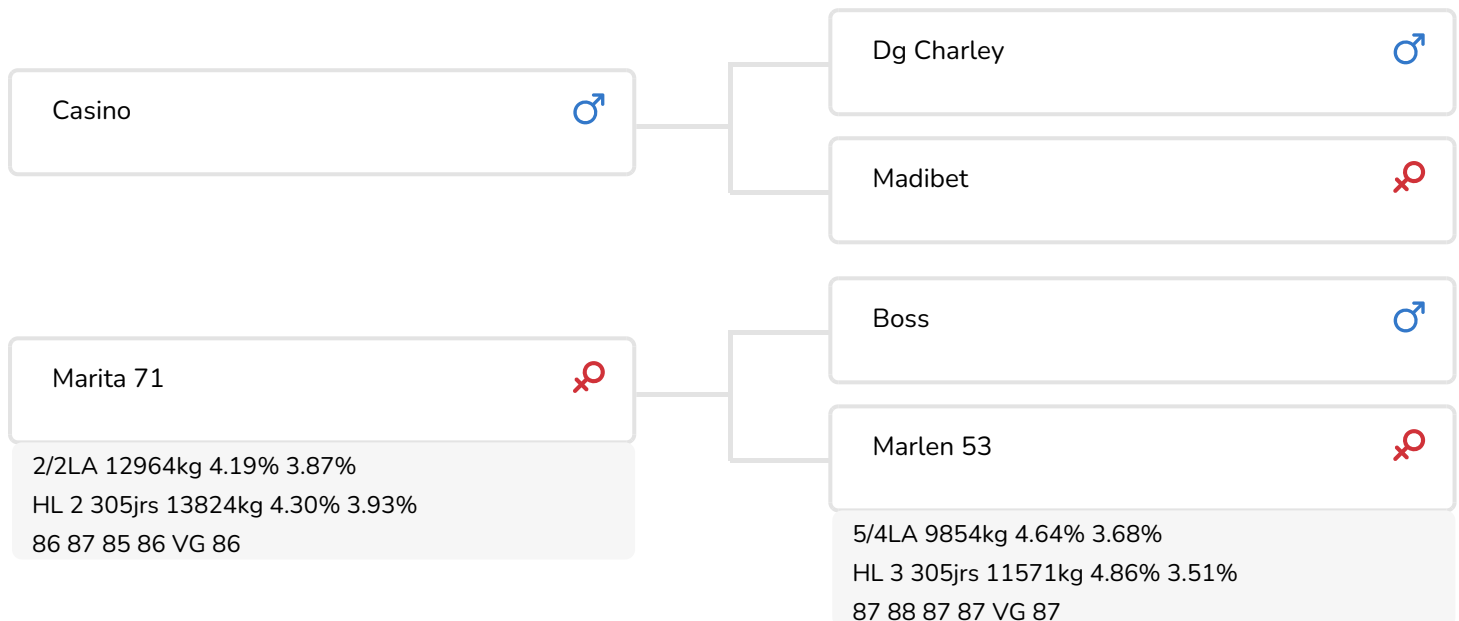 Casino
Marita 71
2/2LA 12964kg 4.19% 3.87%
HL 2 305jrs 13824kg 4.30% 3.93%
86 87 85 86 VG 86
Dg Charley
Madibet
Boss
Marlen 53
5/4LA 9854kg 4.64% 3.68%
HL 3 305jrs 11571kg 4.86% 3.51%
87 88 87 87 VG 87